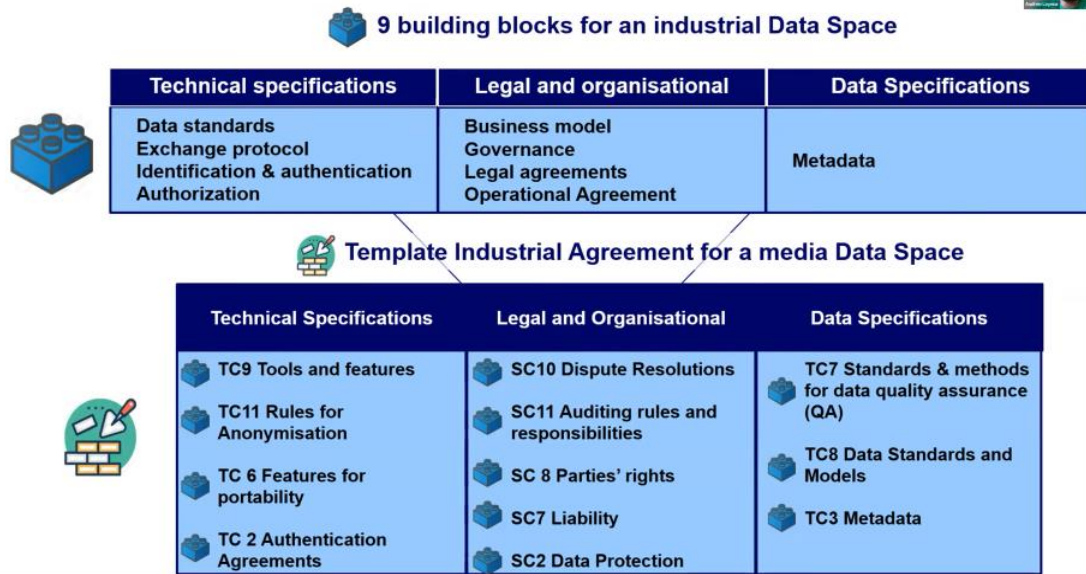 9 building blocks for an industrial Data Space
Technical specifications
Legal and organisational
Data Specifications
Data standards
Exchange protocol
Identification & authentication
Authorization
Business model
Governance
Legal agreements
Operational Agreement
Metadata
Template Industrial Agreement for a media Data Space
Technical Specifications
Legal and Organisational
Data Specifications
TC9 Tools and features
TC11 Rules for
Anonymisation
TC 6 Features for
portability
TC 2 Authentication
Agreements
SC10 Dispute Resolutions
SC11 Auditing rules and
responsibilities
SC 8 Parties' rights
SC7 Liability
SC2 Data Protection
TC7 Standards & methods
for data quality assurance
(QA)
TC8 Data Standards and
Models
TC3 Metadata